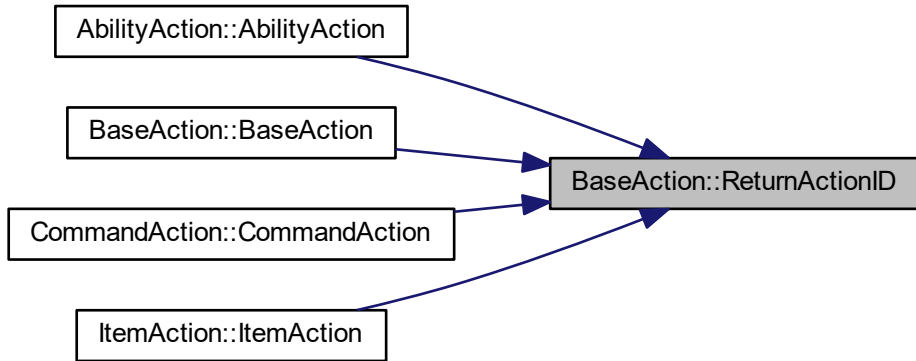 AbilityAction::AbilityAction
BaseAction::BaseAction
BaseAction::ReturnActionID
CommandAction::CommandAction
ItemAction::ItemAction